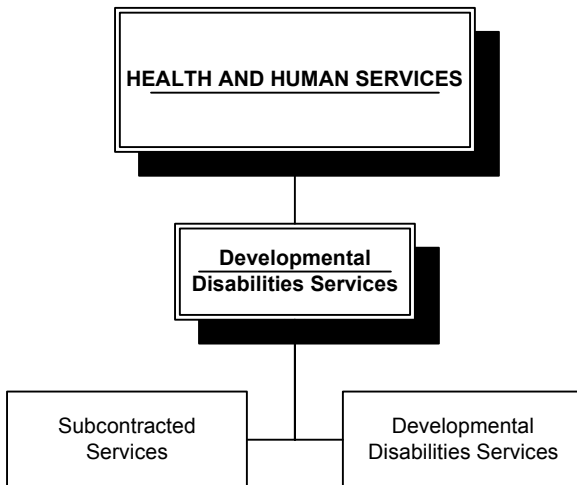 HEALTH AND HUMAN SERVICES
Developmental
Disabilities Services
Subcontracted
Services
Developmental
Disabilities Services